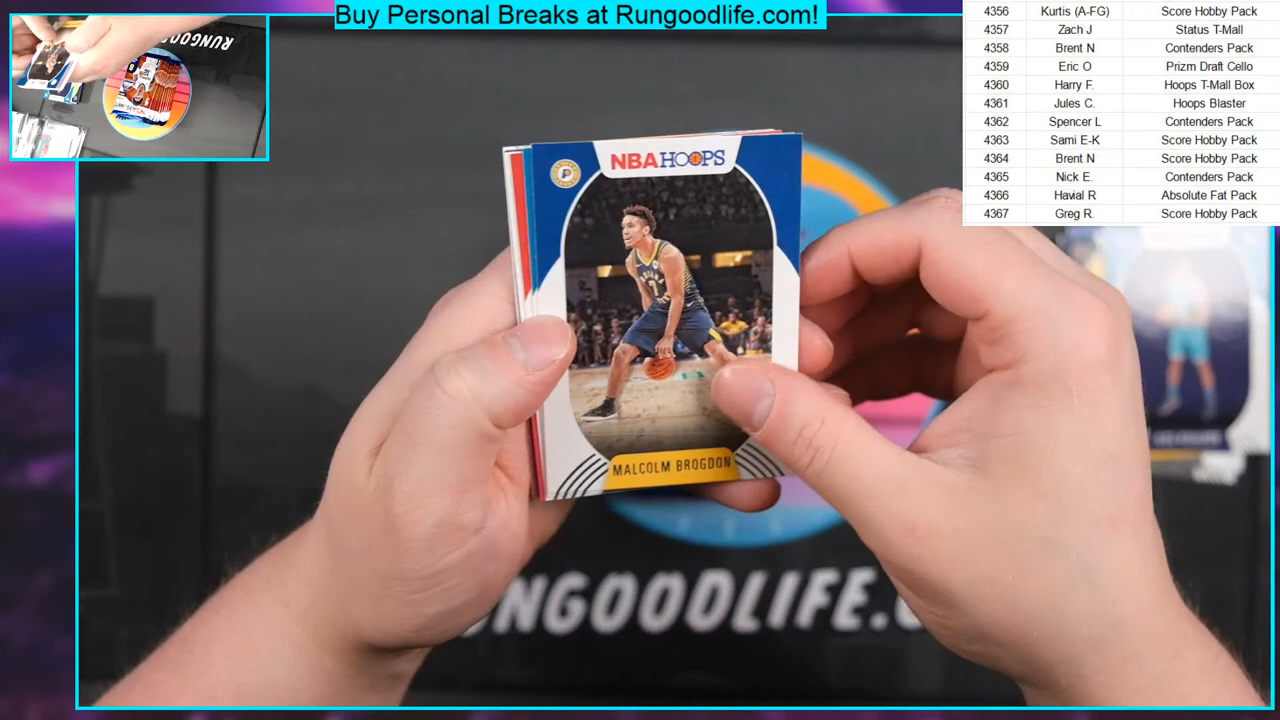 Buy Personal Breaks at Rungoodlife.com!
4356 Kurtis (A-FG) Score Hobby Pack
4357 Zach J Status T-Mall
4358 Brent N Contenders Pack
4359 Eric O Prizm Draft Cello
4360 Harry F. Hoops T-Mall Box
4361 Jules C. Hoops Blaster
4362 Spencer L Contenders Pack
4363 Sami E-K Score Hobby Pack
4364 Brent N Score Hobby Pack
4365 Nick E. Contenders Pack
4366 Havial R Absolute Fat Pack
4367 Greg R. Score Hobby Pack
RUNGOOD
NBA HOOPS
MALCOLM BROGDON
NGOODLIFE.C